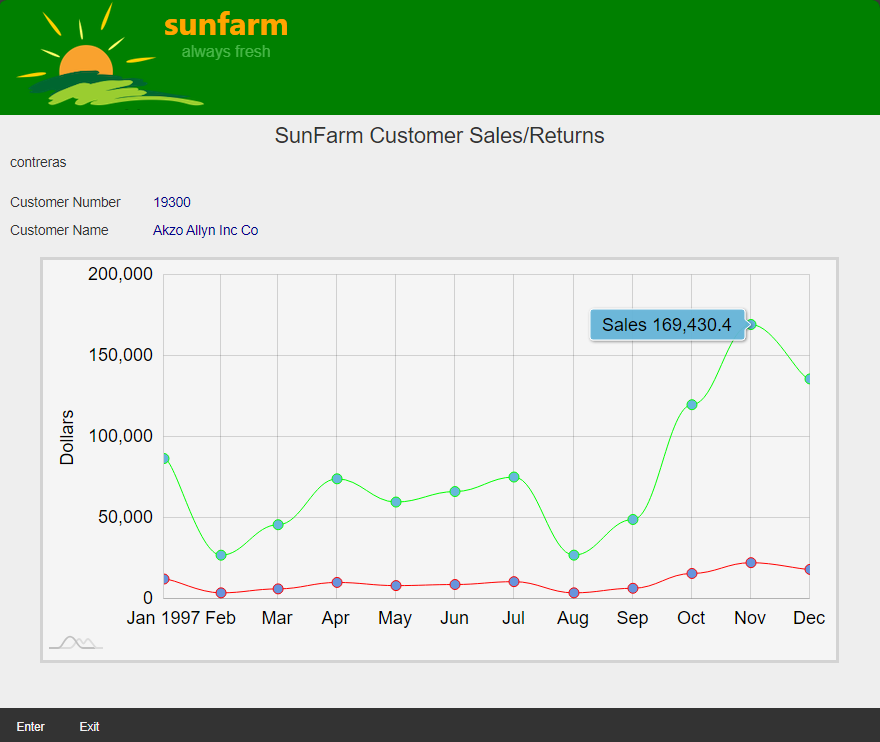 sunfarm
always fresh
SunFarm Customer Sales/Returns
contreras
Customer Number 19300
Customer Name Akzo Allyn Inc Co
200,000
Sales 169,430.4
150,000
100,000
Dollars
50,000
0
Jan 1997 Feb Mar Apr May Jun Jul Aug Sep Oct Nov Dec
Enter Exit